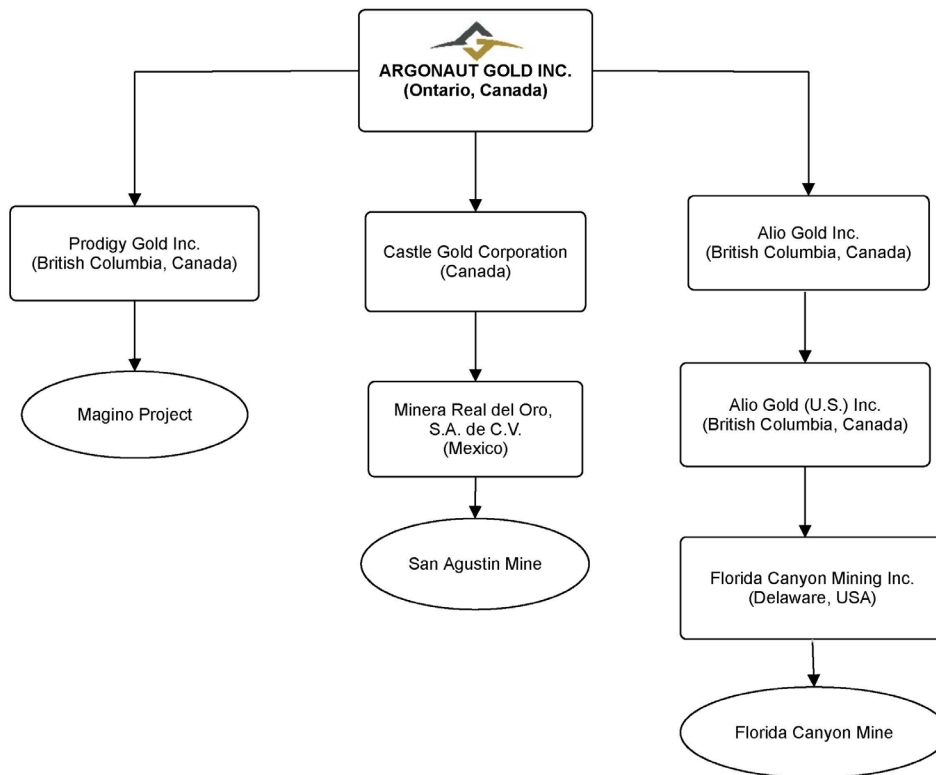 ARGONAUT GOLD INC.
(Ontario, Canada)
Prodigy Gold Inc.
(British Columbia, Canada)
Castle Gold Corporation
(Canada)
Alio Gold Inc.
(British Columbia, Canada)
Magino Project
Minera Real del Oro,
S.A. de C.V.
(Mexico)
Alio Gold (U.S.) Inc.
(British Columbia, Canada)
San Agustin Mine
Florida Canyon Mining Inc.
(Delaware, USA)
Florida Canyon Mine